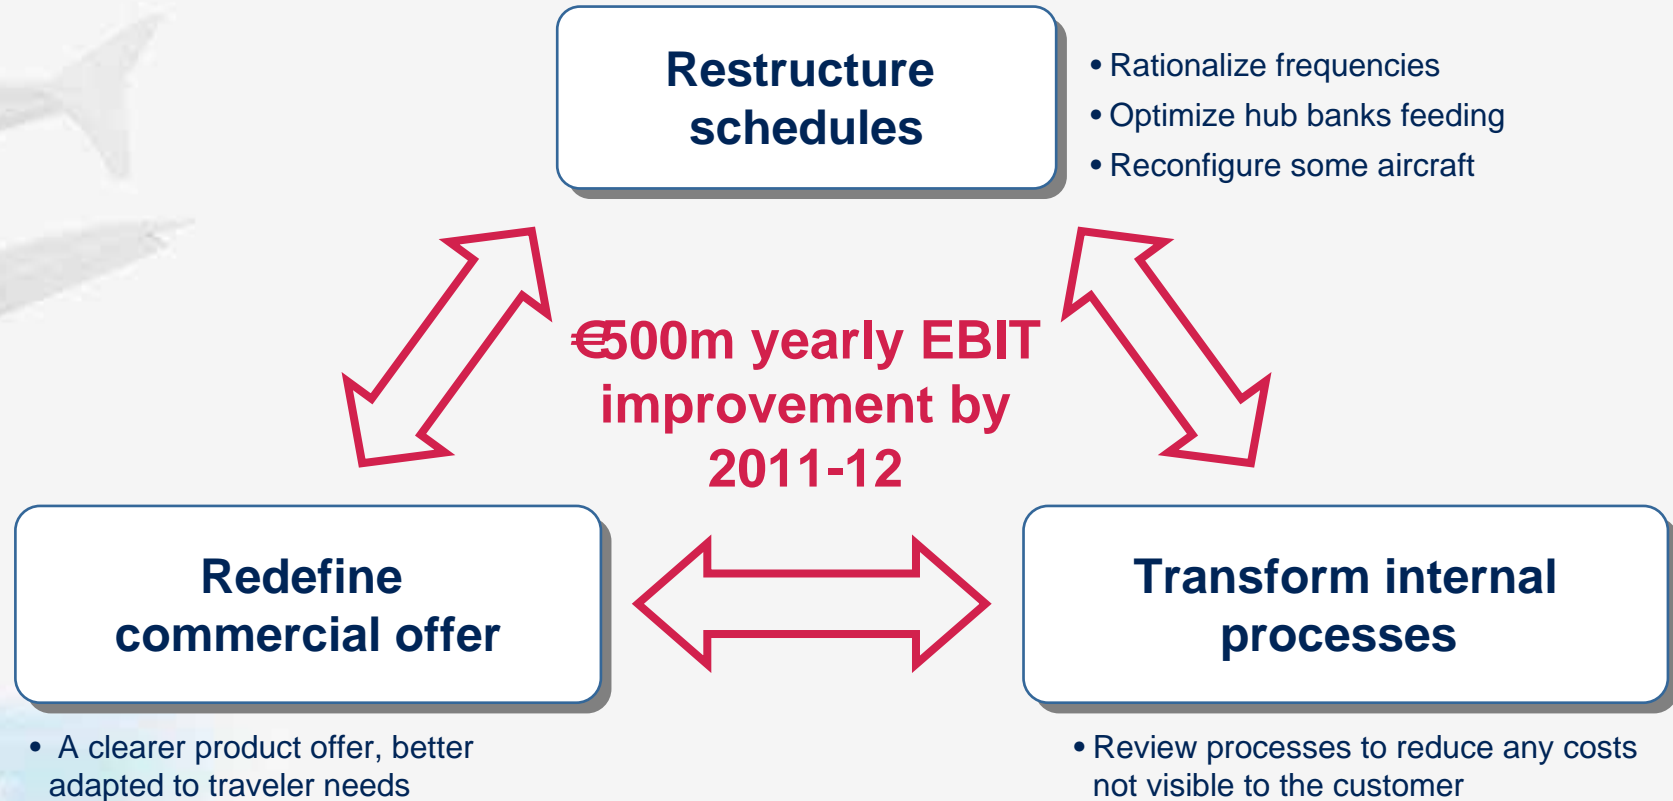 Restructure
schedules
• Rationalize frequencies
• Optimize hub banks feeding
• Reconfigure some aircraft
€500m yearly EBIT
improvement by
2011-12
Redefine
commercial offer
Transform internal
processes
• A clearer product offer, better
adapted to traveler needs
• Review processes to reduce any costs
not visible to the customer